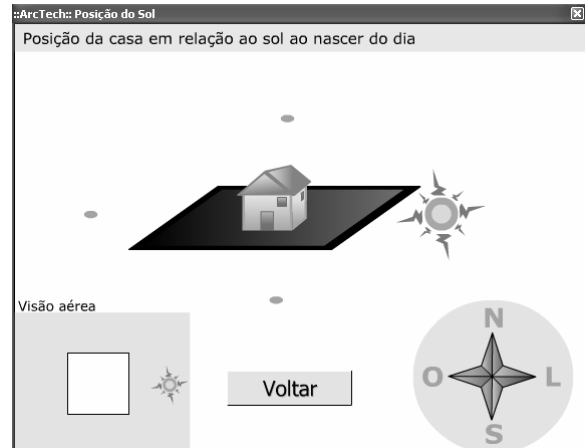 ::ArcTech:: Posição do Sol
Posição da casa em relação ao sol ao nascer do dia
Visão aérea
Voltar
N
O L
S